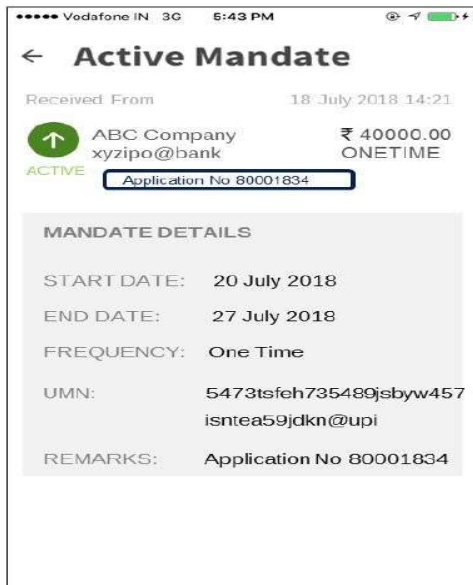 Vodafone IN 3G 5:43 PM
← Active Mandate
Received From 18 July 2018 14:21
ABC Company ₹ 40000.00
xyzipo@bank ONETIME
ACTIVE
Application No 80001834
MANDATE DETAILS
START DATE: 20 July 2018
END DATE: 27 July 2018
FREQUENCY: One Time
UMN: 5473tsfeh735489jsbyw457
isntea59jdkn@upi
REMARKS: Application No 80001834